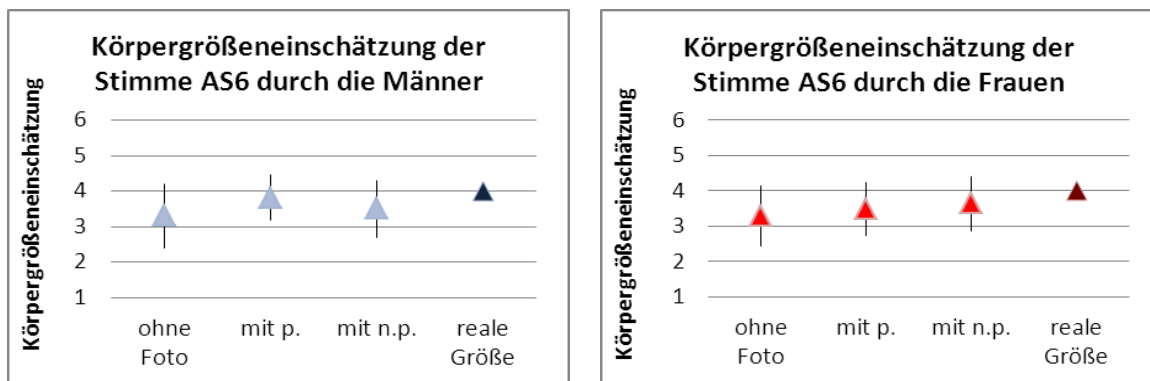 Körpergrößeneinschätzung der
Stimme AS6 durch die Männer
Körpergrößeneinschätzung
6
5
4
3
2
1
ohne
Foto
mit p.
mit n.p.
reale
Größe
Körpergrößeneinschätzung der
Stimme AS6 durch die Frauen
Körpergrößeneinschätzung
6
5
4
3
2
1
ohne
Foto
mit p.
mit n.p.
reale
Größe